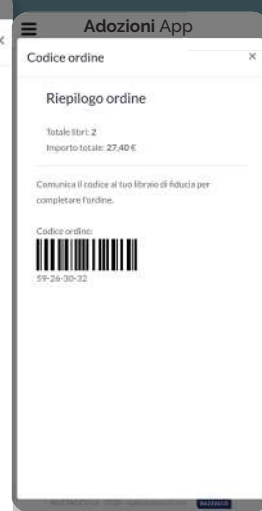 Adozioni App
Codice ordine
×
Riepilogo ordine
Totale libri: 2
Importo totale: 27,40 €
Comunica il codice al tuo libraio di fiducia per
completare l'ordine.
Codice ordine:
59-26-30-32